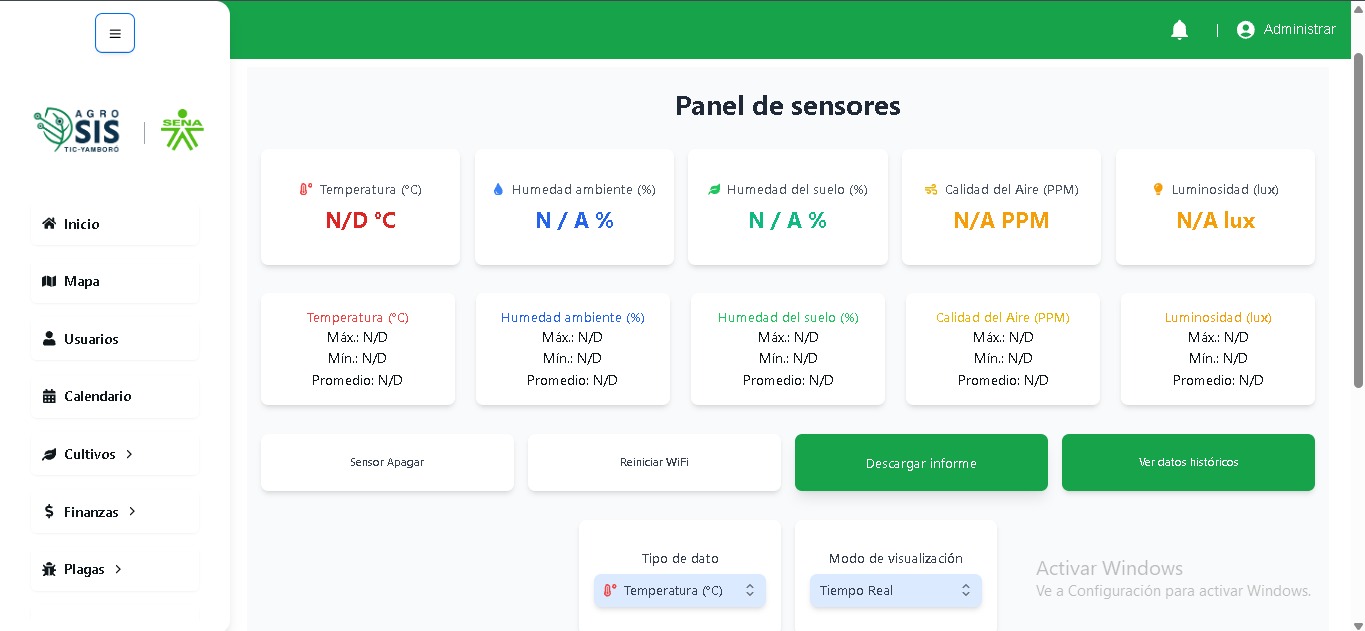 Administrar
AGRO
SIS
TIC-YAMBORO
SENA
Inicio
Mapa
Usuarios
Calendario
Cultivos
Finanzas
Plagas
Panel de sensores
Temperatura (°C)
N/D °C
Humedad ambiente (%)
N / A %
Humedad del suelo (%)
N / A %
Calidad del Aire (PPM)
N/A PPM
Luminosidad (lux)
N/A lux
Temperatura (°C)
Máx.: N/D
Mín.: N/D
Promedio: N/D
Humedad ambiente (%)
Máx.: N/D
Mín.: N/D
Promedio: N/D
Humedad del suelo (%)
Máx.: N/D
Mín.: N/D
Promedio: N/D
Calidad del Aire (PPM)
Máx.: N/D
Mín.: N/D
Promedio: N/D
Luminosidad (lux)
Máx.: N/D
Mín.: N/D
Promedio: N/D
Sensor Apagar
Reiniciar WiFi
Descargar informe
Ver datos históricos
Tipo de dato
Temperatura (°C)
Modo de visualización
Tiempo Real
Activar Windows
Ve a Configuración para activar Windows.